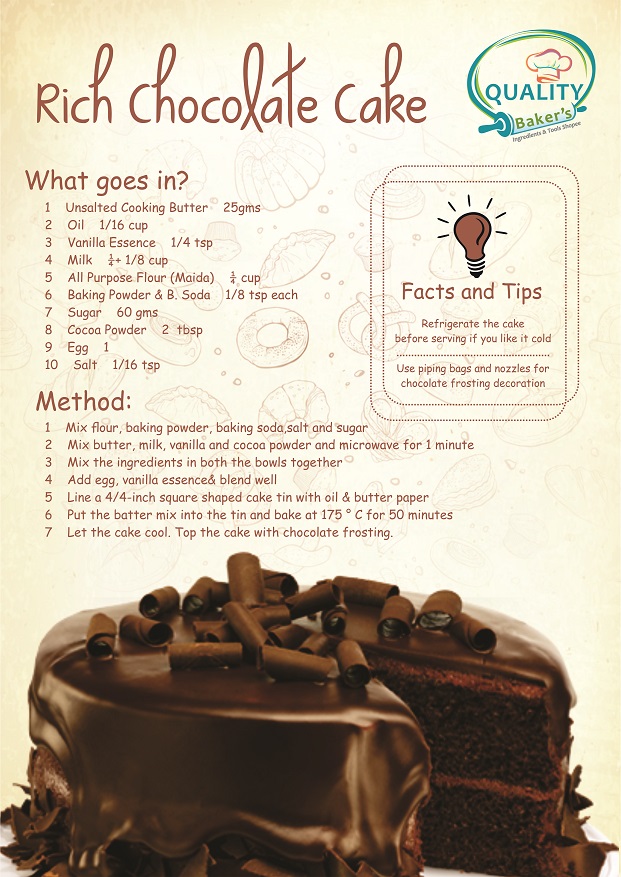 Rich Chocolate Cake
QUALITY
Baker's
Ingredients & Tools Shopee
What goes in?
1 Unsalted Cooking Butter 25gms
2 Oil 1/16 cup
3 Vanilla Essence 1/4 tsp
4 Milk ¼+ 1/8 cup
5 All Purpose Flour (Maida) ¼ cup
6 Baking Powder & B. Soda 1/8 tsp each
7 Sugar 60 gms
8 Cocoa Powder 2 tbsp
9 Egg 1
10 Salt 1/16 tsp
Facts and Tips
Refrigerate the cake
before serving if you like it cold
Use piping bags and nozzles for
chocolate frosting decoration
Method:
1 Mix flour, baking powder, baking soda,salt and sugar
2 Mix butter, milk, vanilla and cocoa powder and microwave for 1 minute
3 Mix the ingredients in both the bowls together
4 Add egg, vanilla essence& blend well
5 Line a 4/4-inch square shaped cake tin with oil & butter paper
6 Put the batter mix into the tin and bake at 175 ° C for 50 minutes
7 Let the cake cool. Top the cake with chocolate frosting.